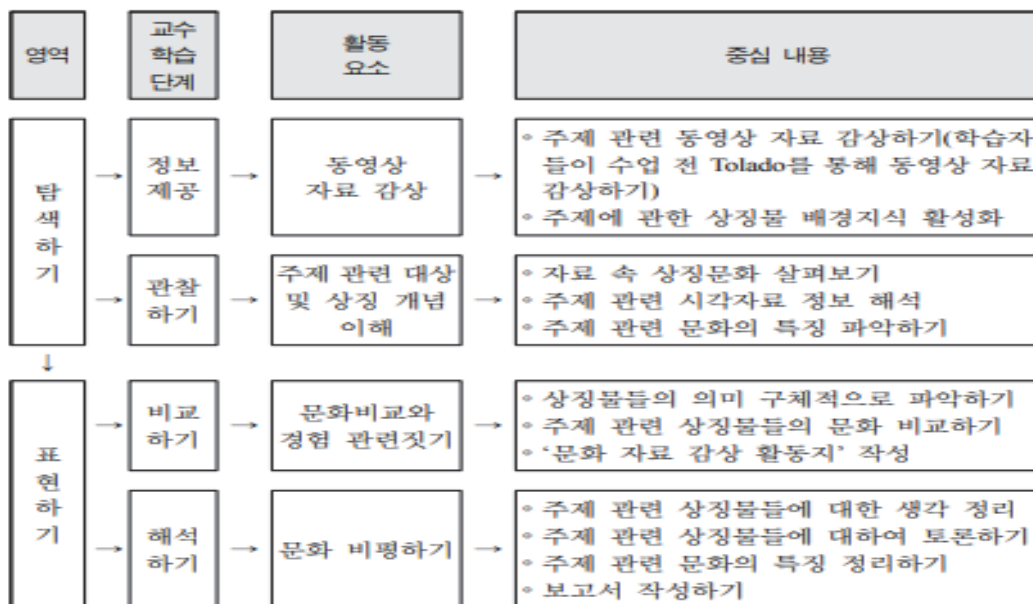 영역
교수
학습
단계
활동
요소
중심 내용
탐
색
하
기
정보
제공
동영상
자료 감상
∘ 주제 관련 동영상 자료 감상하기(학습자
들이 수업 전 Tolado를 통해 동영상 자료
감상하기)
∘ 주제에 관한 상징물 배경지식 활성화
관찰
하기
주제 관련 대상
및 상징 개념
이해
∘ 자료 속 상징문화 살펴보기
∘ 주제 관련 시각자료 정보 해석
∘ 주제 관련 문화의 특징 파악하기
↓
표
현
하
기
비교
하기
문화비교와
경험 관련짓기
∘ 상징물들의 의미 구체적으로 파악하기
∘ 주제 관련 상징물들의 문화 비교하기
∘ ‘문화 자료 감상 활동지’ 작성
해석
하기
문화 비평하기
∘ 주제 관련 상징물들에 대한 생각 정리
∘ 주제 관련 상징물들에 대하여 토론하기
∘ 주제 관련 문화의 특징 정리하기
∘ 보고서 작성하기